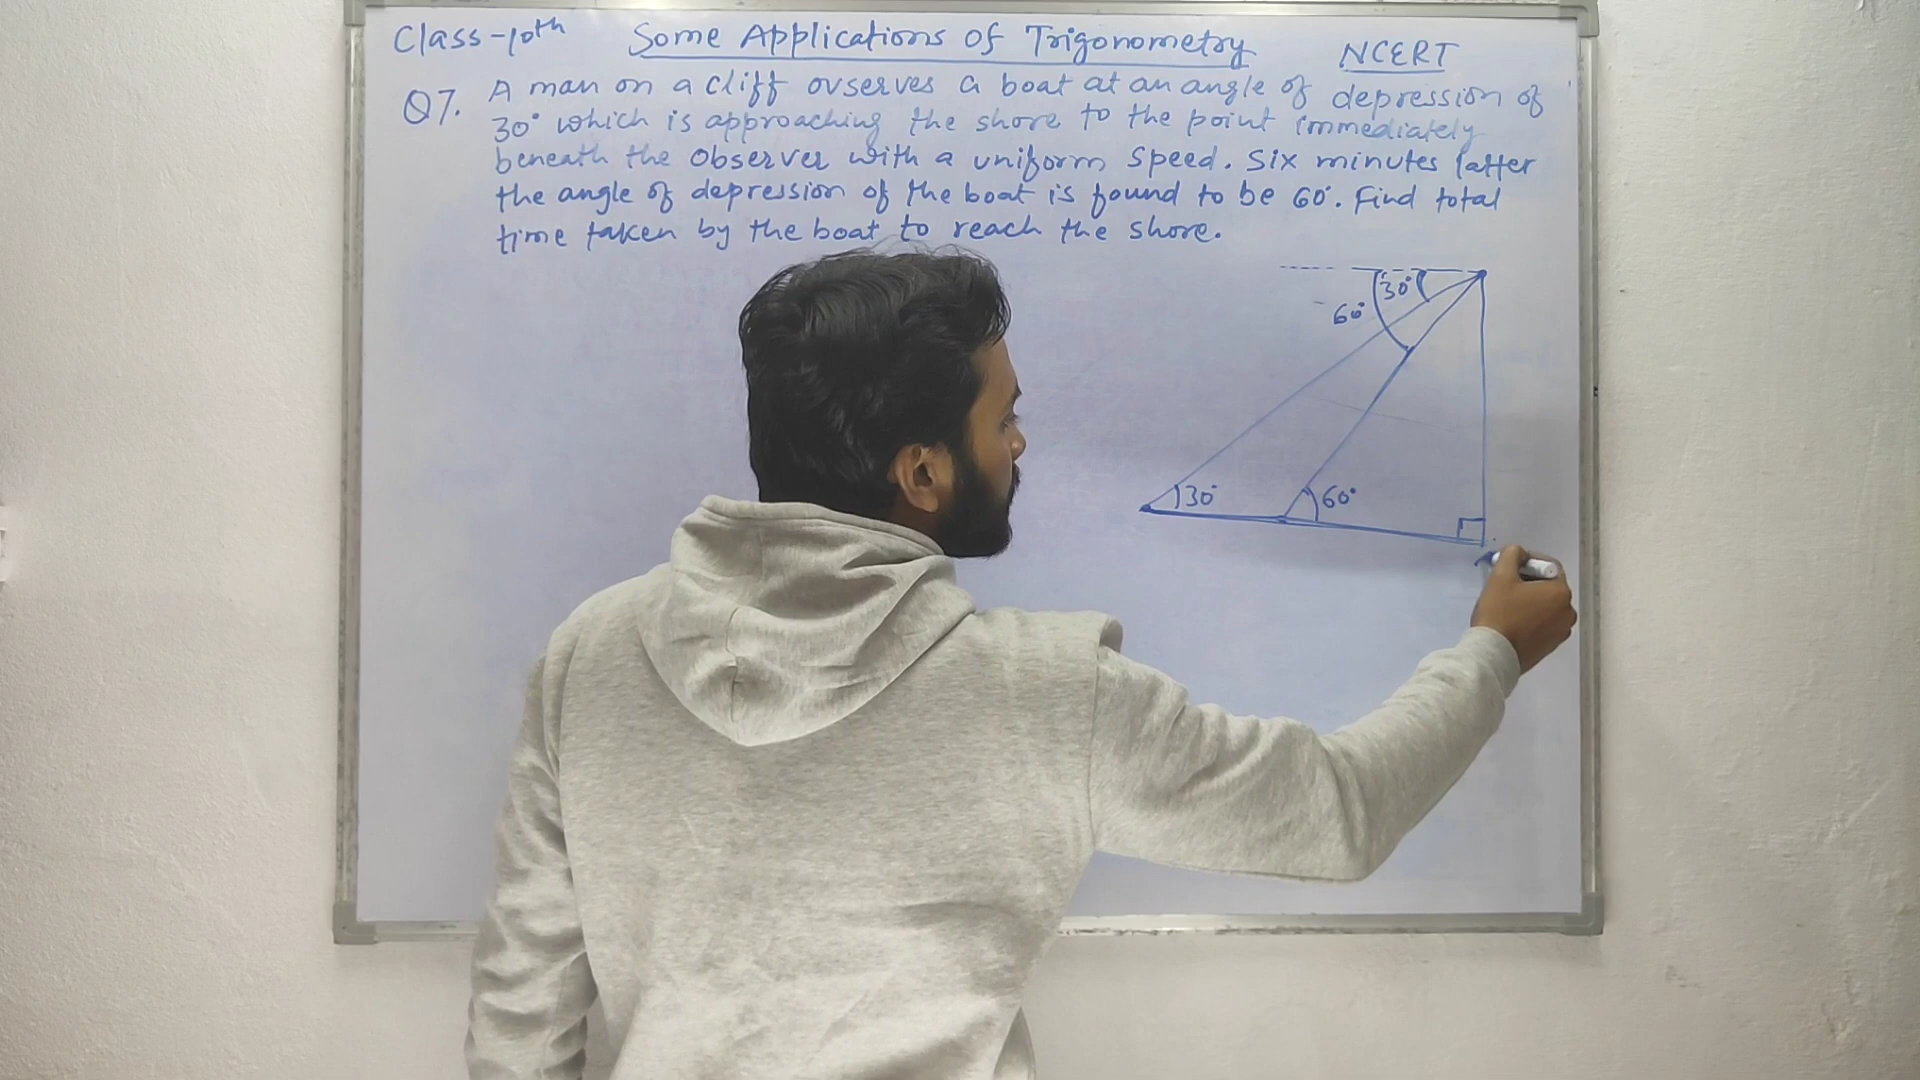 Class-10th Some Applications Of Trigonometry NCERT
Q7. A man on a cliff ovserves a boat at an angle of depression of
30° which is approaching the shore to the point immediately
beneath the observer with a uniform speed. Six minutes latter
the angle of depression of the boat is found to be 60°. Find total
time taken by the boat to reach the shore.
30°
60°
30° 60°